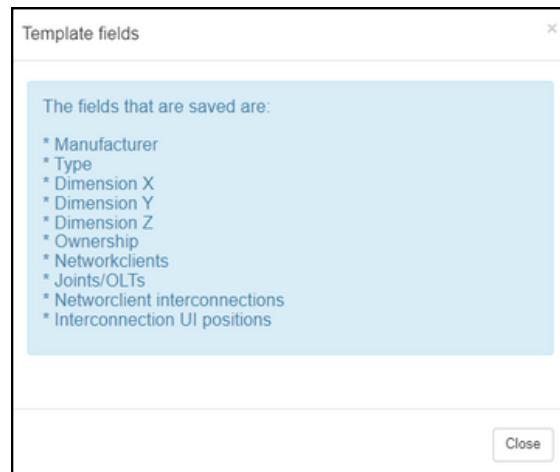 Template fields
×
The fields that are saved are:
* Manufacturer
* Type
* Dimension X
* Dimension Y
* Dimension Z
* Ownership
* Networkclients
* Joints/OLTs
* Networclient interconnections
* Interconnection UI positions
Close